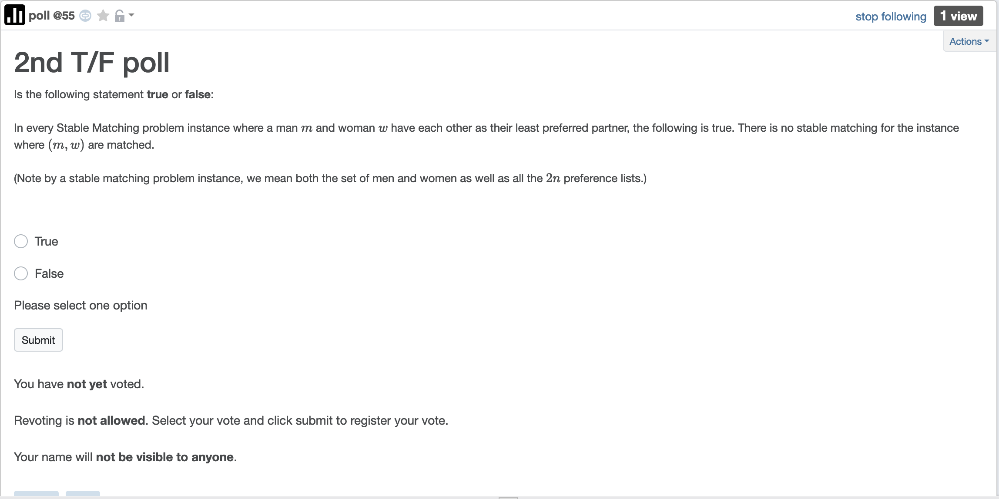 poll @55
stop following
1 view
Actions
2nd T/F poll
Is the following statement true or false:
In every Stable Matching problem instance where a man m and woman w have each other as their least preferred partner, the following is true. There is no stable matching for the instance
where (m, w) are matched.
(Note by a stable matching problem instance, we mean both the set of men and women as well as all the 2n preference lists.)
True
False
Please select one option
Submit
You have not yet voted.
Revoting is not allowed. Select your vote and click submit to register your vote.
Your name will not be visible to anyone.